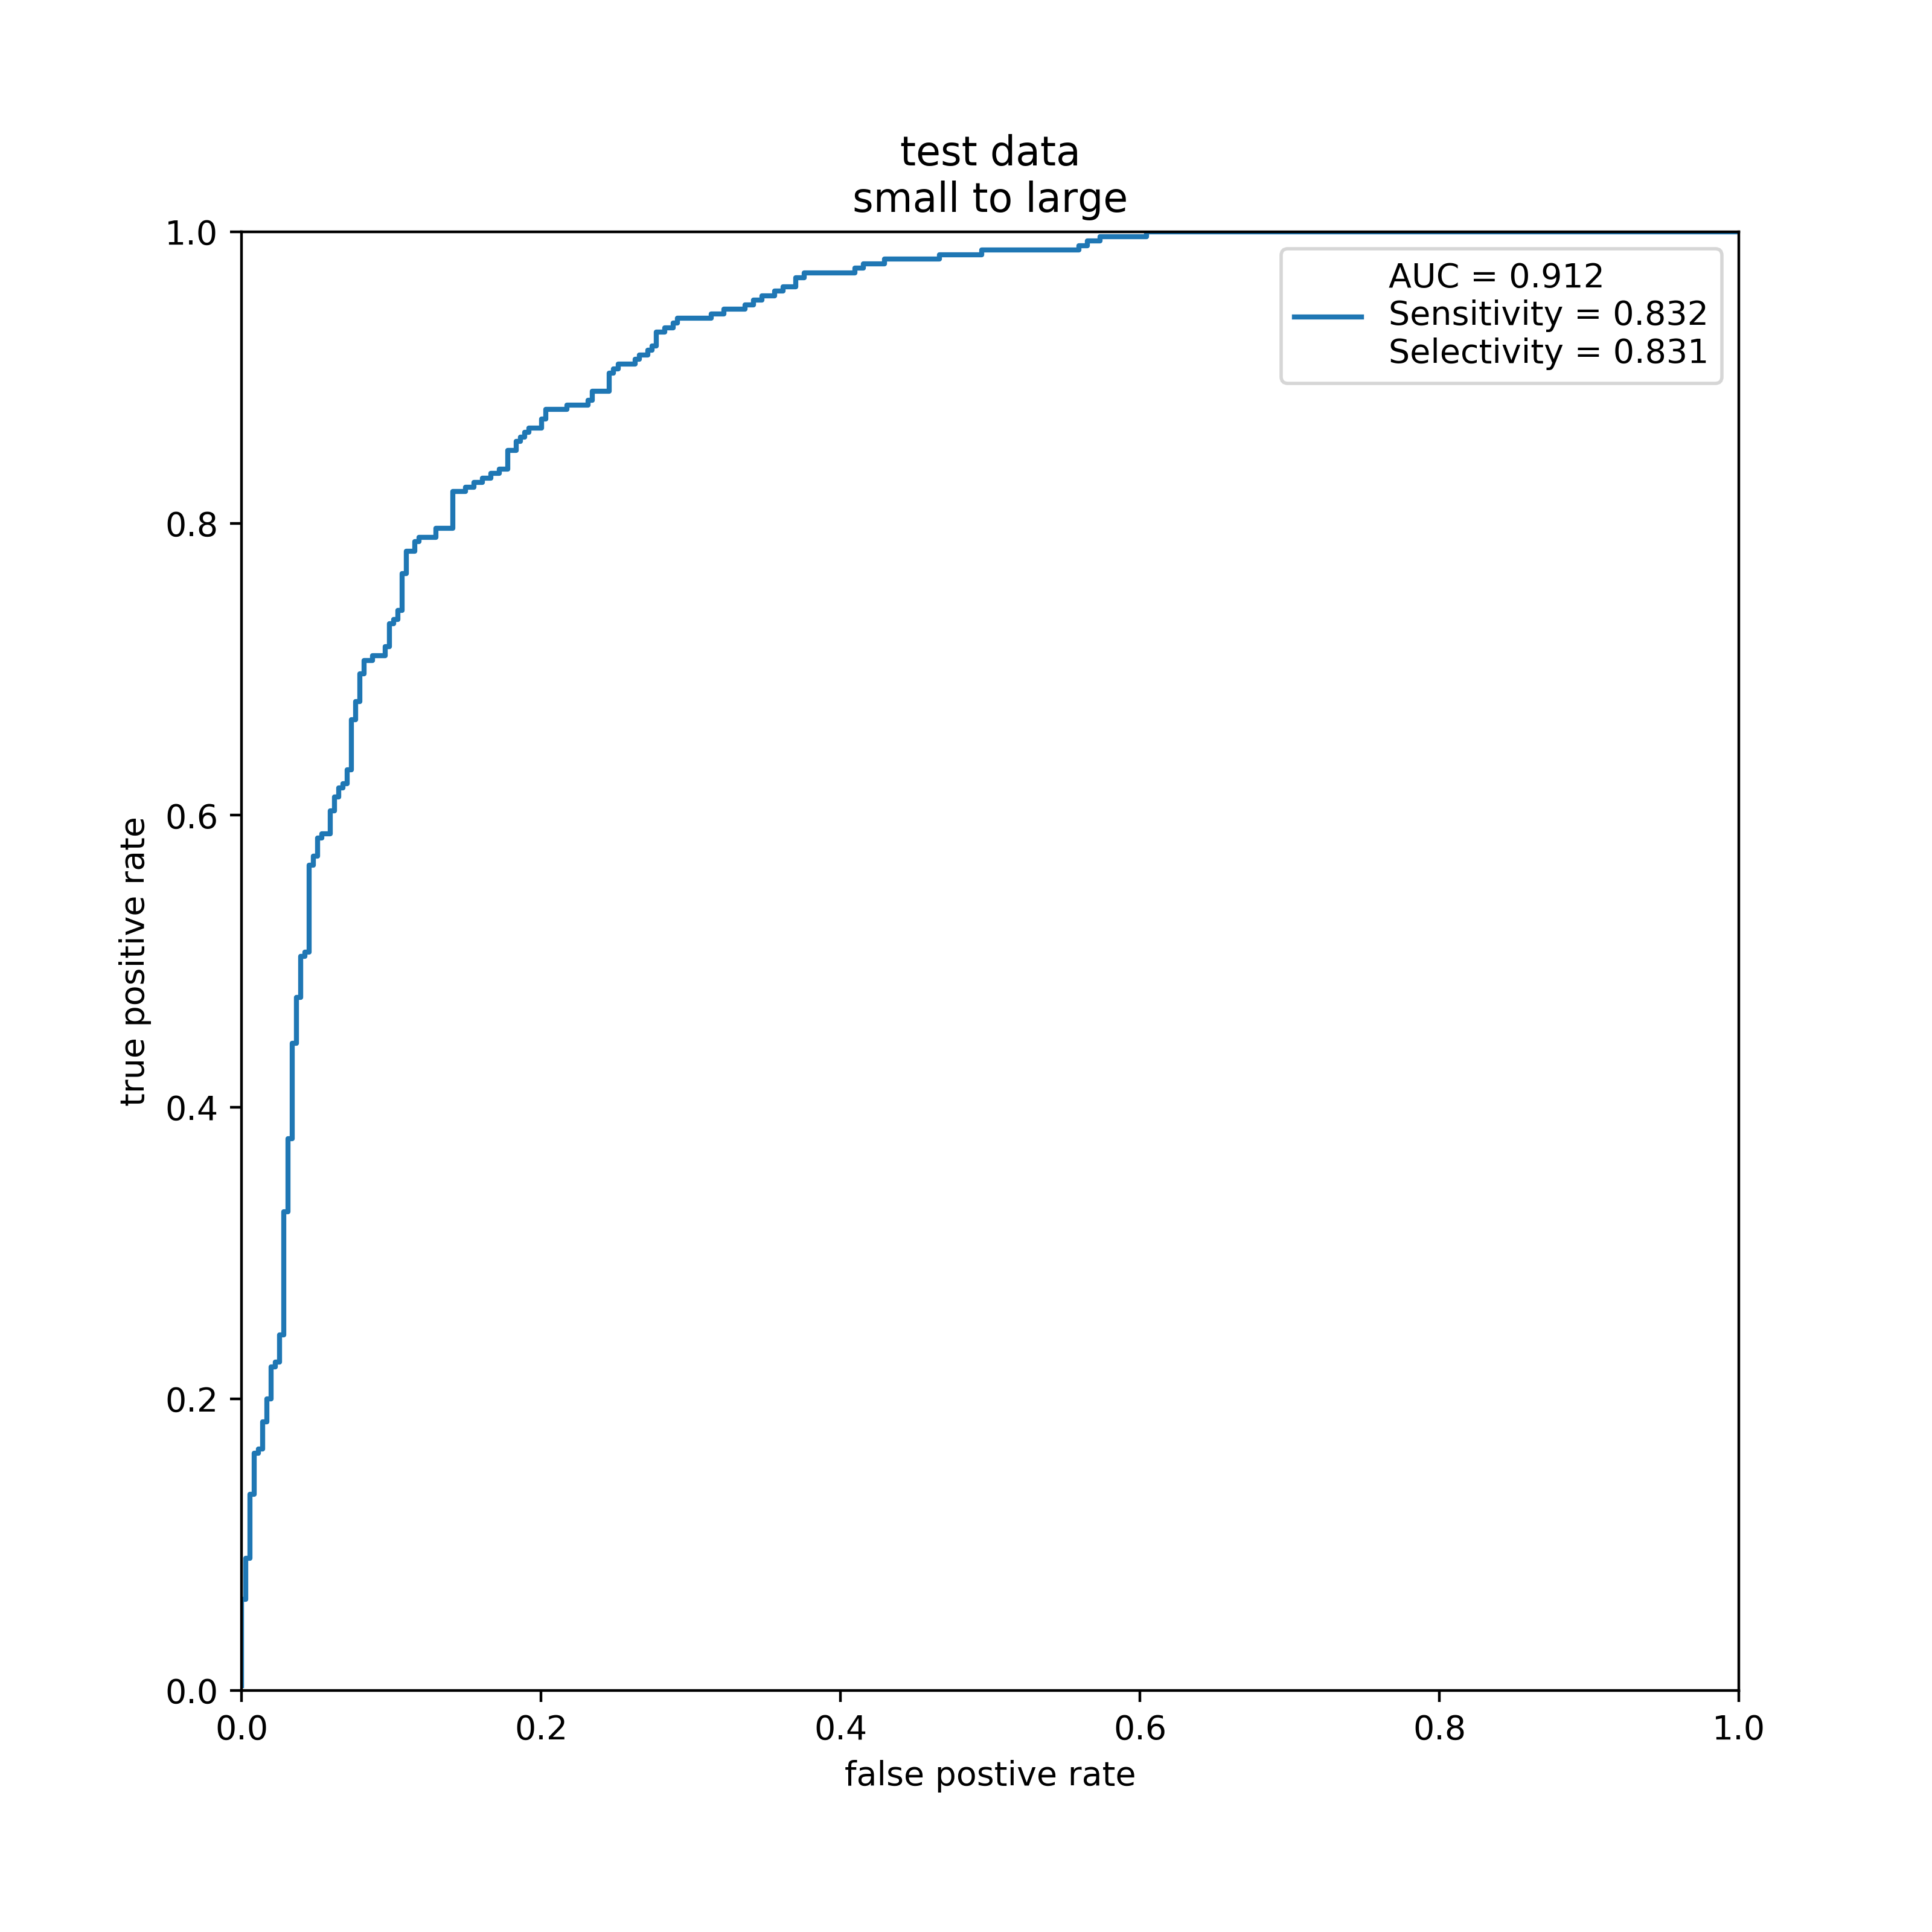 test data
small to large
1.0
0.8
0.6
0.4
0.2
0.0
true positive rate
AUC = 0.912
Sensitivity = 0.832
Selectivity = 0.831
0.0 0.2 0.4 0.6 0.8 1.0
false postive rate